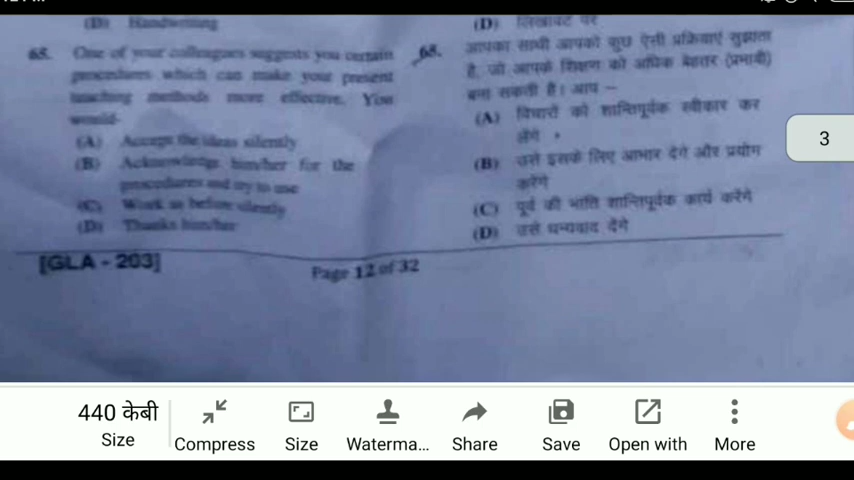 (D) Handwriting
65. One of your colleagues suggests you certain
procedures which can make your present
teaching methods more effective. You
would-
(A) Accept the ideas silently
(B) Acknowledge him/her for the
procedures and try to use
(C) Work as before silently
(D) Thanks him/her
(D) लिखावट पर
65. आपका साथी आपको कुछ ऐसी प्रक्रियाएं सुझाता
है, जो आपके शिक्षण को अधिक बेहतर (प्रभावी)
बना सकती है। आप –
(A) विचारों को शान्तिपूर्वक स्वीकार कर
लेंगे
(B) उसे इसके लिए आभार देंगे और प्रयोग
करेंगे
(C) पूर्व की भांति शान्तिपूर्वक कार्य करेंगे
(D) उसे धन्यवाद देंगे
[GLA - 203]
Page 12 of 32
3
440 केबी
Size
Compress
Size
Waterma...
Share
Save
Open with
More